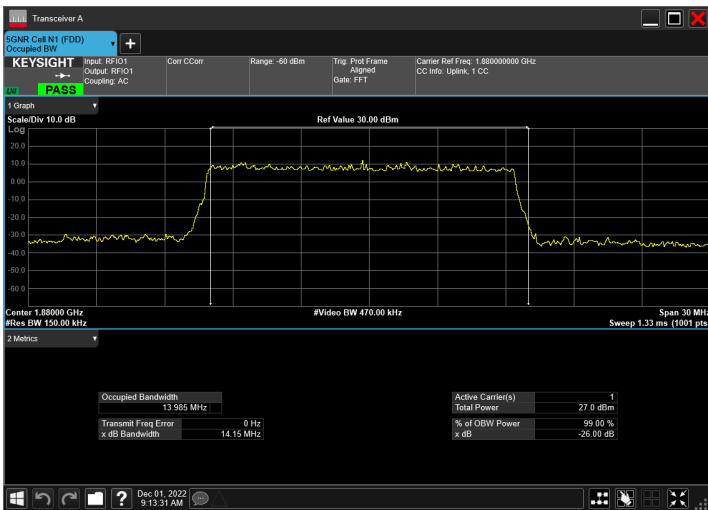 Transceiver A
5GNR Cell N1 (FDD)
Occupied BW
KEYSIGHT
LXI
PASS
Input: RFIO1
Output: RFIO1
Coupling: AC
Corr CCorr
Range: -60 dBm
Trig: Prot Frame
Aligned
Gate: FFT
Carrier Ref Freq: 1.880000000 GHz
CC Info: Uplink, 1 CC
1 Graph
Scale/Div 10.0 dB
Ref Value 30.00 dBm
Log
20.0
10.0
0.00
-10.0
-20.0
-30.0
-40.0
-50.0
-60.0
Center 1.88000 GHz
#Video BW 470.00 kHz
Span 30 MHz
#Res BW 150.00 kHz
Sweep 1.33 ms (1001 pts
2 Metrics
Occupied Bandwidth
13.985 MHz
Transmit Freq Error 0 Hz
x dB Bandwidth 14.15 MHz
Active Carrier(s) 1
Total Power 27.0 dBm
% of OBW Power 99.00 %
x dB -26.00 dB
?
Dec 01, 2022
9:13:31 AM